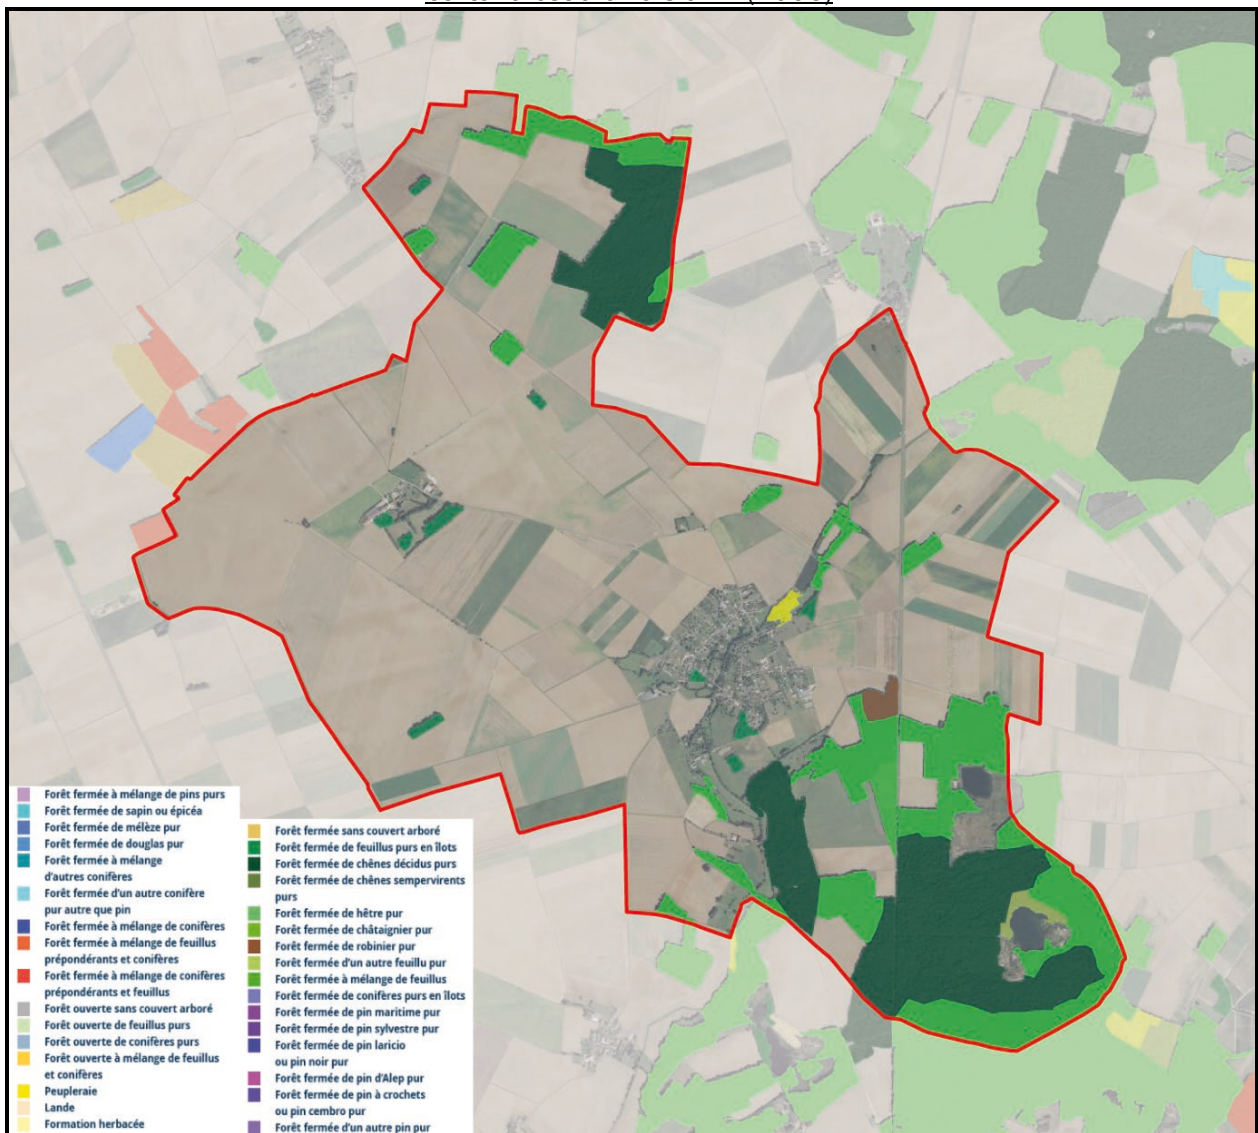 Forêt fermée à mélange de pins purs
Forêt fermée de sapin ou épicéa
Forêt fermée de mélèze pur
Forêt fermée de douglas pur
Forêt fermée à mélange
d'autres conifères
Forêt fermée d'un autre conifère
pur autre que pin
Forêt fermée à mélange de conifères
Forêt fermée à mélange de feuillus
prépondérants et conifères
Forêt fermée à mélange de conifères
prépondérants et feuillus
Forêt ouverte sans couvert arboré
Forêt ouverte de feuillus purs
Forêt ouverte de conifères purs
Forêt ouverte à mélange de feuillus
et conifères
Peupleraie
Lande
Formation herbacée
Forêt fermée sans couvert arboré
Forêt fermée de feuillus purs en îlots
Forêt fermée de chênes décidus purs
Forêt fermée de chênes sempervirents
purs
Forêt fermée de hêtre pur
Forêt fermée de châtaignier pur
Forêt fermée de robinier pur
Forêt fermée d'un autre feuillu pur
Forêt fermée à mélange de feuillus
Forêt fermée de conifères purs en îlots
Forêt fermée de pin maritime pur
Forêt fermée de pin sylvestre pur
Forêt fermée de pin laricio
ou pin noir pur
Forêt fermée de pin d'Alep pur
Forêt fermée de pin à crochets
ou pin cembro pur
Forêt fermée d'un autre pin pur